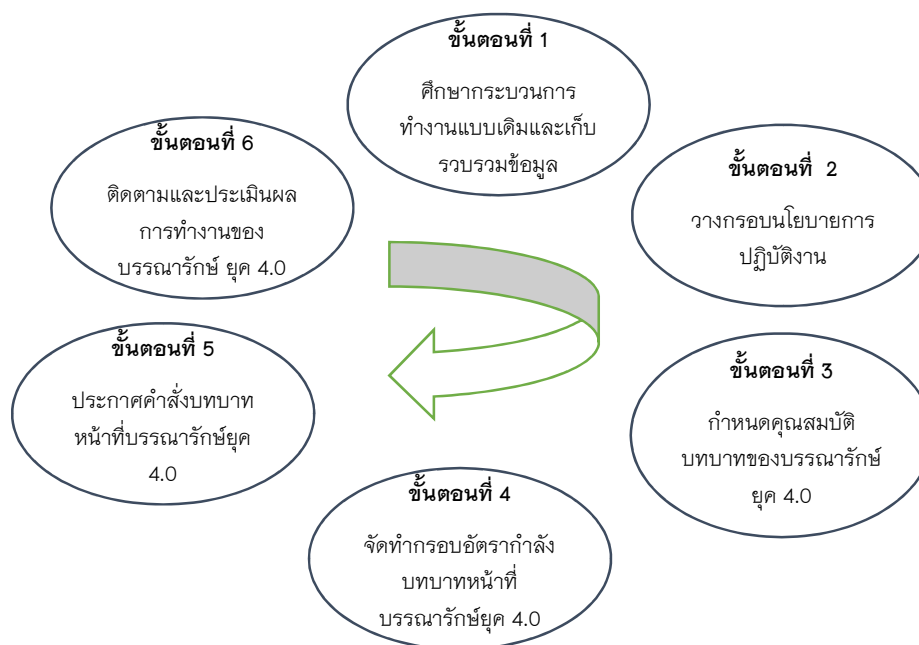 ขั้นตอนที่ 1
ศึกษากระบวนการ
ทำงานแบบเดิมและเก็บ
รวบรวมข้อมูล
ขั้นตอนที่ 2
วางกรอบนโยบายการ
ปฏิบัติงาน
ขั้นตอนที่ 3
กำหนดคุณสมบัติ
บทบาทของบรรณารักษ์
ยุค 4.0
ขั้นตอนที่ 4
จัดทำกรอบอัตรากำลัง
บทบาทหน้าที่
บรรณารักษ์ยุค 4.0
ขั้นตอนที่ 5
ประกาศคำสั่งบทบาท
หน้าที่บรรณารักษ์ยุค
4.0
ขั้นตอนที่ 6
ติดตามและประเมินผล
การทำงานของ
บรรณารักษ์ ยุค 4.0